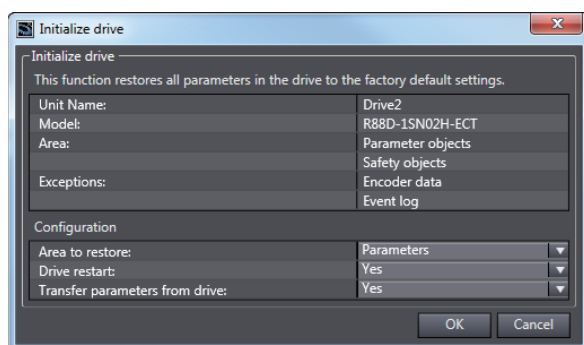 Initialize drive
Initialize drive
This function restores all parameters in the drive to the factory default settings.
Unit Name: Drive2
Model: R88D-1SN02H-ECT
Area: Parameter objects
Safety objects
Exceptions: Encoder data
Event log
Configuration
Area to restore: Parameters
Drive restart: Yes
Transfer parameters from drive: Yes
OK Cancel